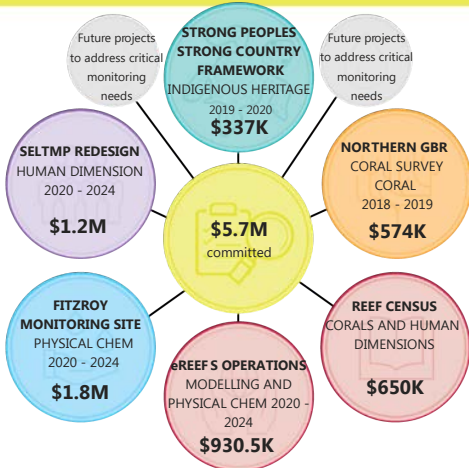 Future projects
to address critical
monitoring
needs
STRONG PEOPLES
STRONG COUNTRY
FRAMEWORK
INDIGENOUS HERITAGE
2019 - 2020
$337K
Future projects
to address critical
monitoring
needs
SELTMP REDESIGN
HUMAN DIMENSION
2020 - 2024
$1.2M
NORTHERN GBR
CORAL SURVEY
CORAL
2018 - 2019
$574K
$5.7M
committed
FITZROY
MONITORING SITE
PHYSICAL CHEM
2020 - 2024
$1.8M
eREEFS OPERATIONS
MODELLING AND
PHYSICAL CHEM 2020 -
2024
$930.5K
REEF CENSUS
CORALS AND HUMAN
DIMENSIONS
$650K